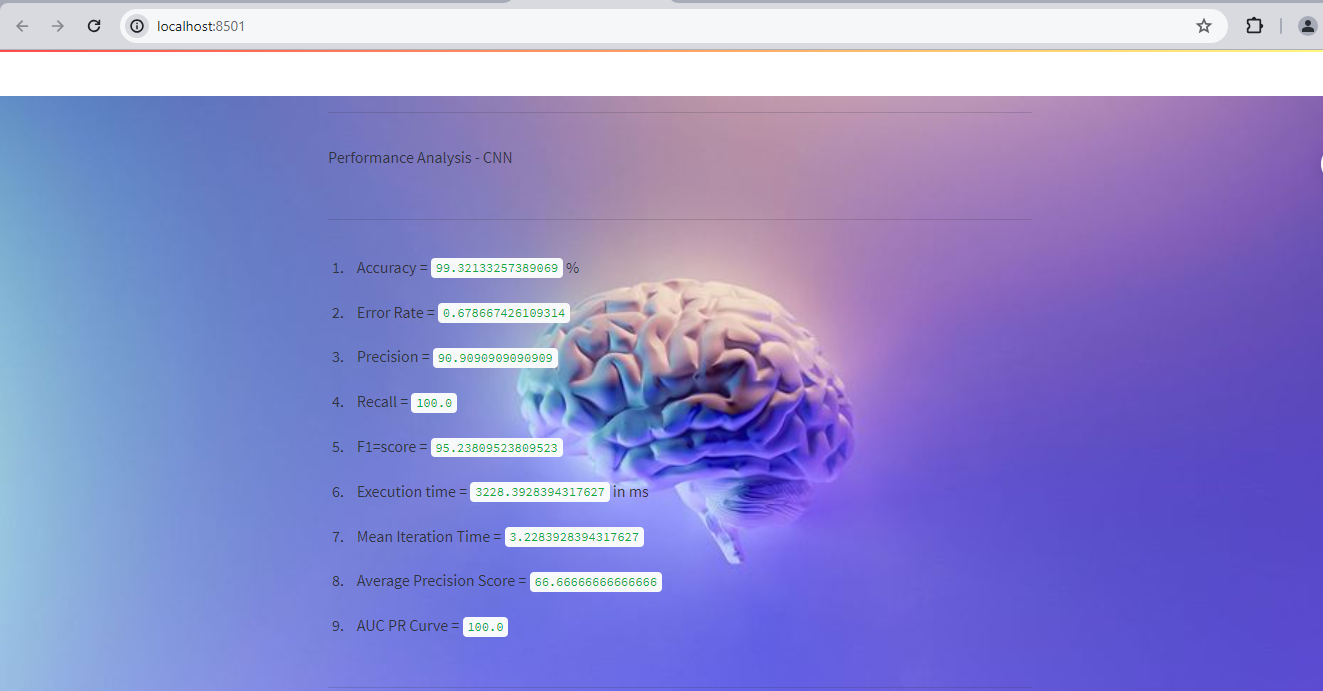 localhost:8501
Performance Analysis - CNN
1. Accuracy = 99.32133257389069 %
2. Error Rate = 0.678667426109314
3. Precision = 90.9090909090909
4. Recall = 100.0
5. F1=score = 95.23809523809523
6. Execution time = 3228.3928394317627 in ms
7. Mean Iteration Time = 3.2283928394317627
8. Average Precision Score = 66.66666666666666
9. AUC PR Curve = 100.0